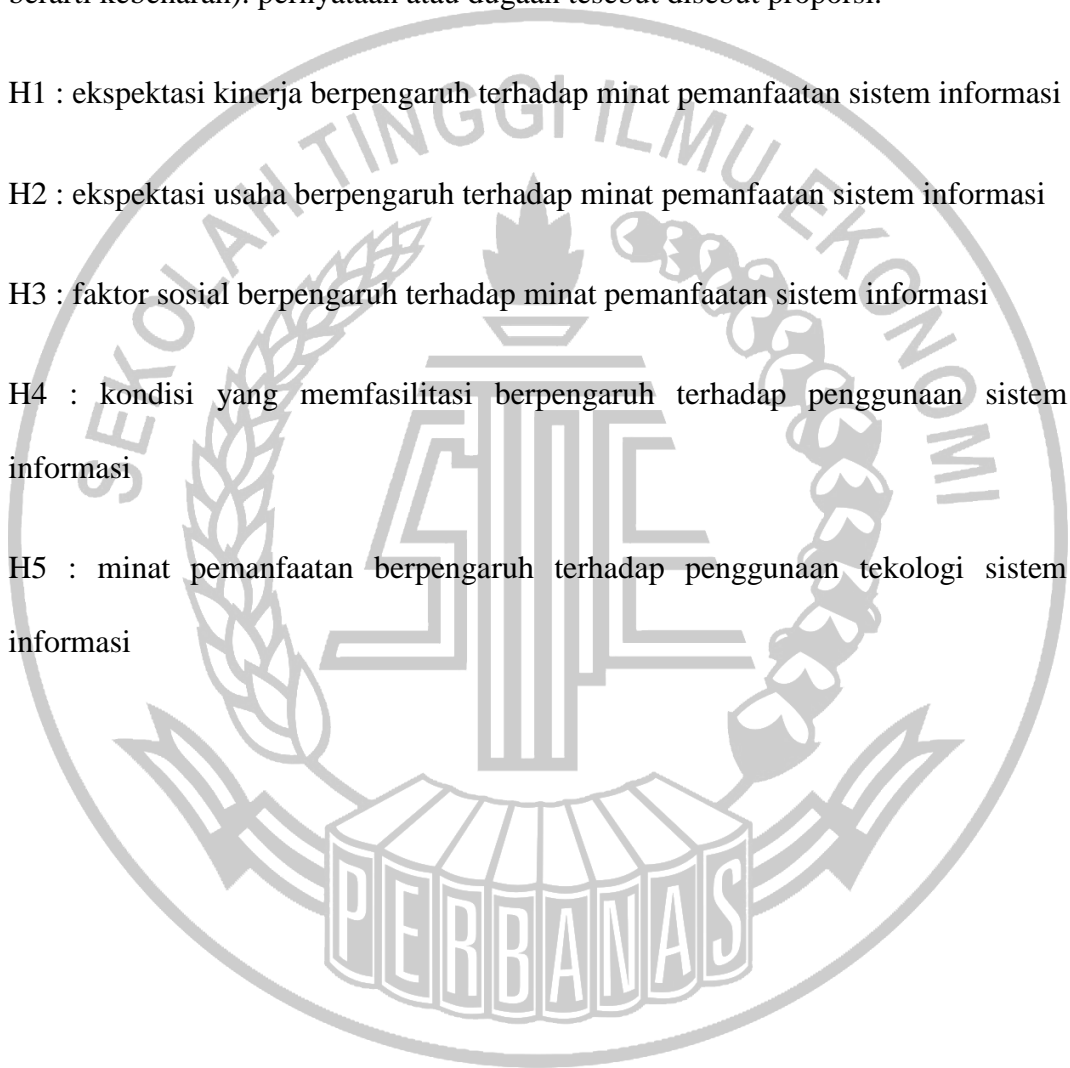 berarti kebenaran). pernyataan atau dugaan tesebut disebut proporsi.
H1 : ekspektasi kinerja berpengaruh terhadap minat pemanfaatan sistem informasi
H2 : ekspektasi usaha berpengaruh terhadap minat pemanfaatan sistem informasi
H3 : faktor sosial berpengaruh terhadap minat pemanfaatan sistem informasi
H4 : kondisi yang memfasilitasi berpengaruh terhadap penggunaan sistem
informasi
H5 : minat pemanfaatan berpengaruh terhadap penggunaan tekologi sistem
informasi
SEKOLAH TINGGI ILMU EKONOMI
PERBANAS